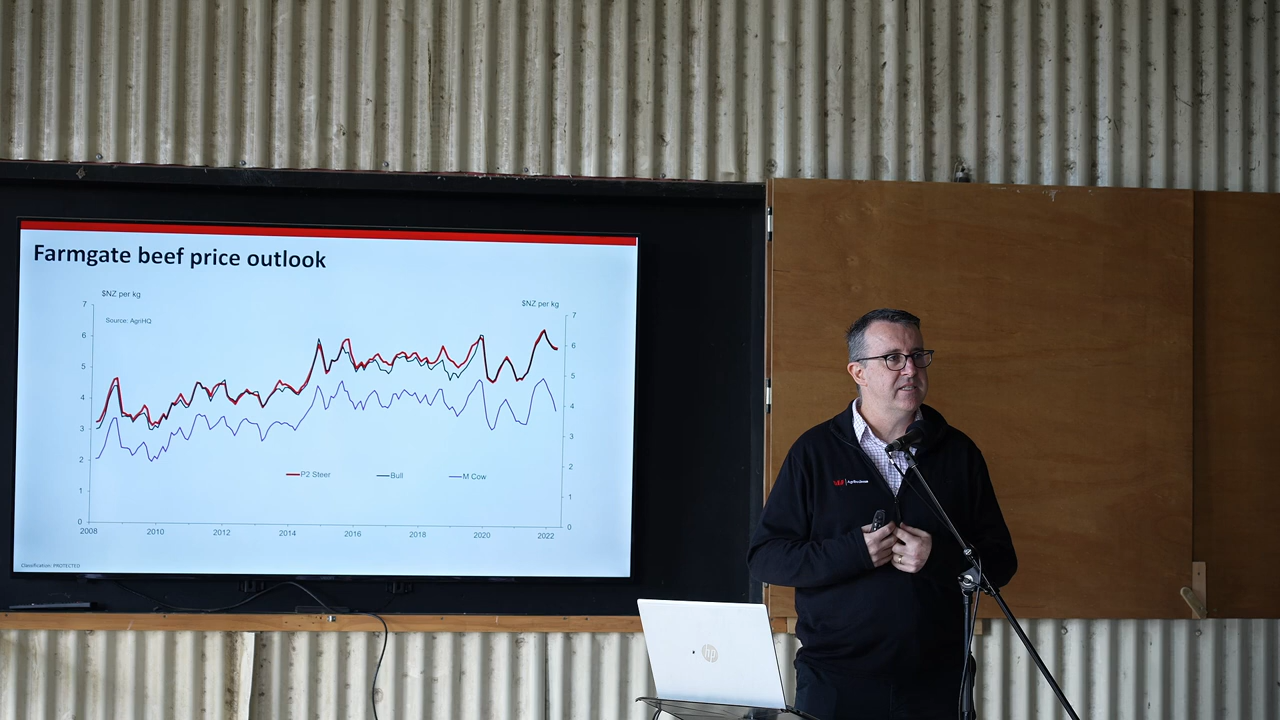 Farmgate beef price outlook
$NZ per kg
$NZ per kg
Source: AgriHQ
7
6
5
4
3
2
1
0
7
6
5
4
3
2
1
0
P2 Steer
Bull
M Cow
2008
2010
2012
2014
2016
2018
2020
2022
Classification: PROTECTED
hp
Agribusiness